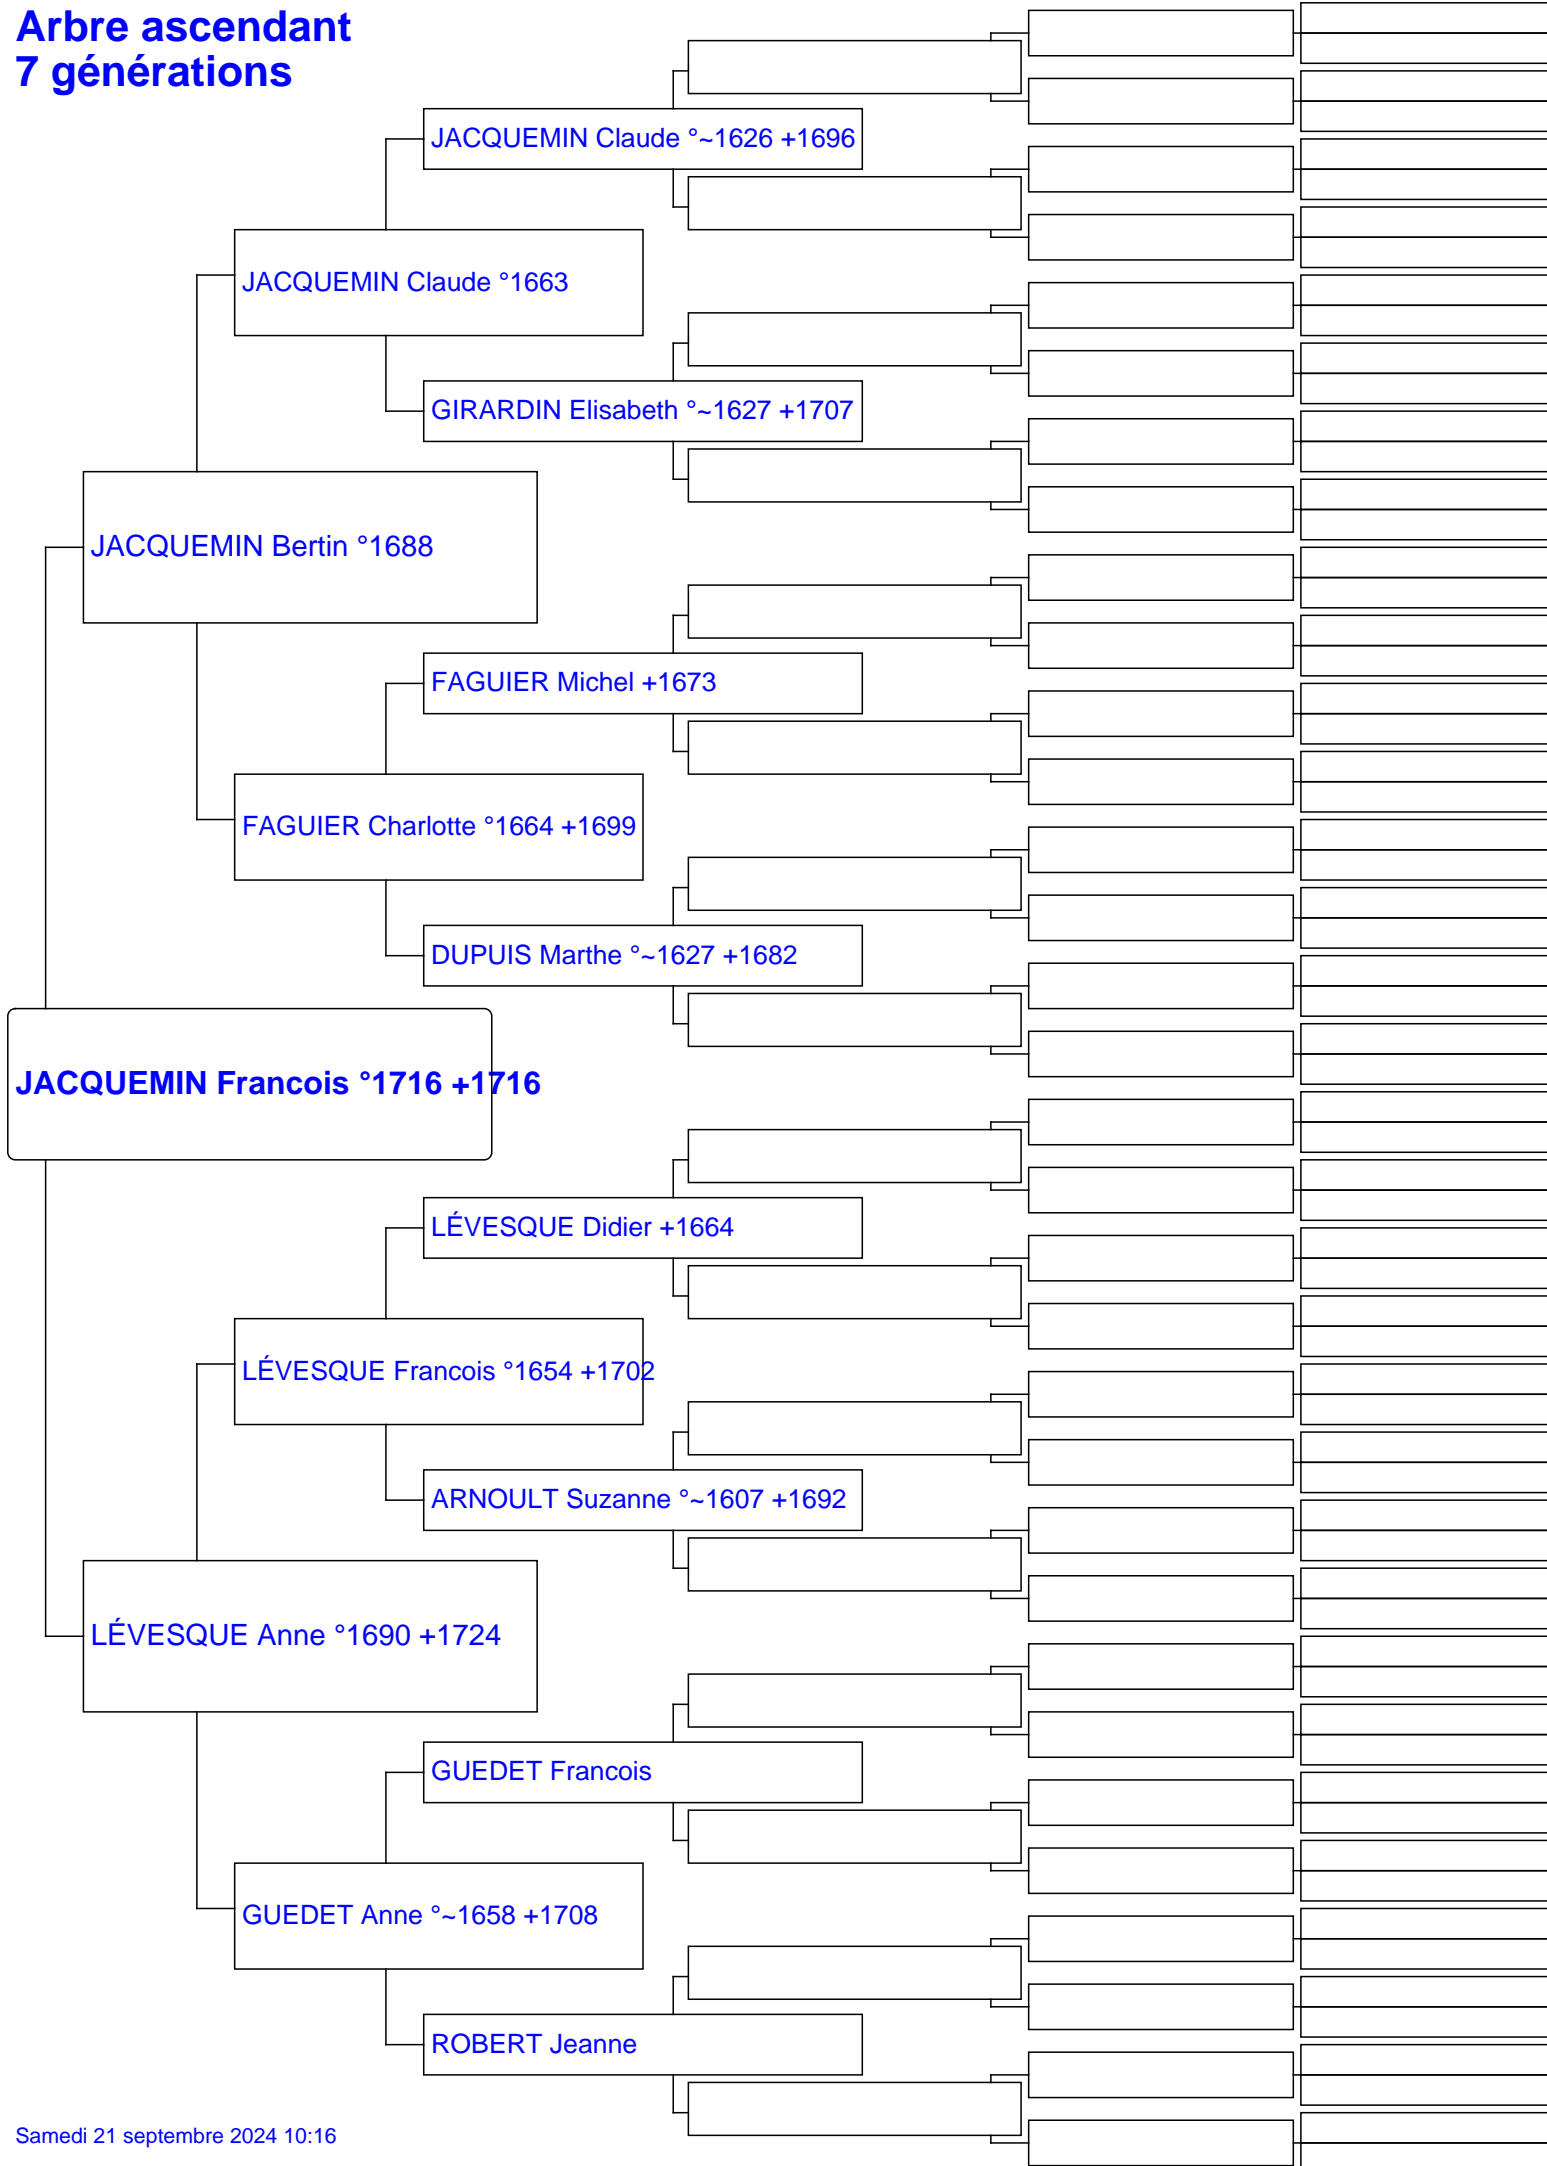 Arbre ascendant
7 générations
JACQUEMIN Claude °~1626 +1696
JACQUEMIN Claude °1663
GIRARDIN Elisabeth °~1627 +1707
JACQUEMIN Bertin °1688
FAGUIER Michel +1673
FAGUIER Charlotte °1664 +1699
DUPUIS Marthe °~1627 +1682
JACQUEMIN Francois °1716 +1716
LÉVESQUE Didier +1664
LÉVESQUE Francois °1654 +1702
ARNOULT Suzanne °~1607 +1692
LÉVESQUE Anne °1690 +1724
GUEDET Francois
GUEDET Anne °~1658 +1708
ROBERT Jeanne
Samedi 21 septembre 2024 10:16